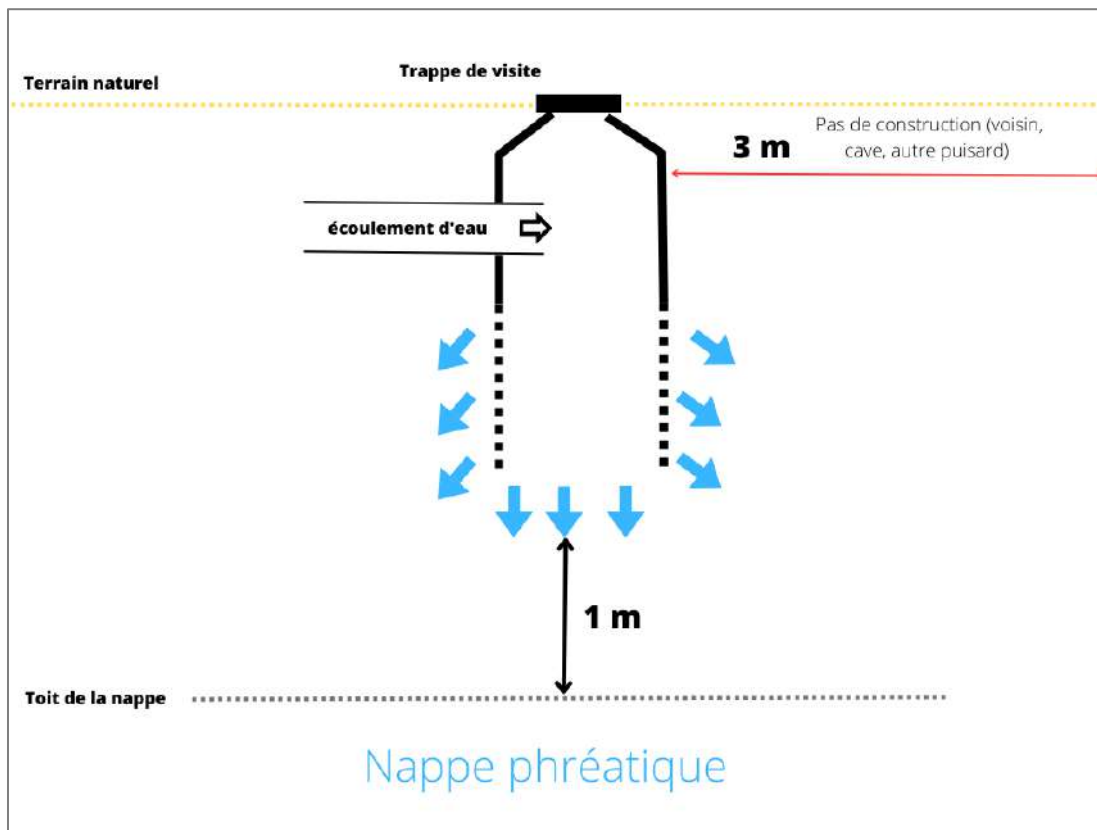 Trappe de visite
Terrain naturel
Pas de construction (voisin,
cave, autre puisard)
3 m
écoulement d'eau
1 m
Toit de la nappe
Nappe phréatique